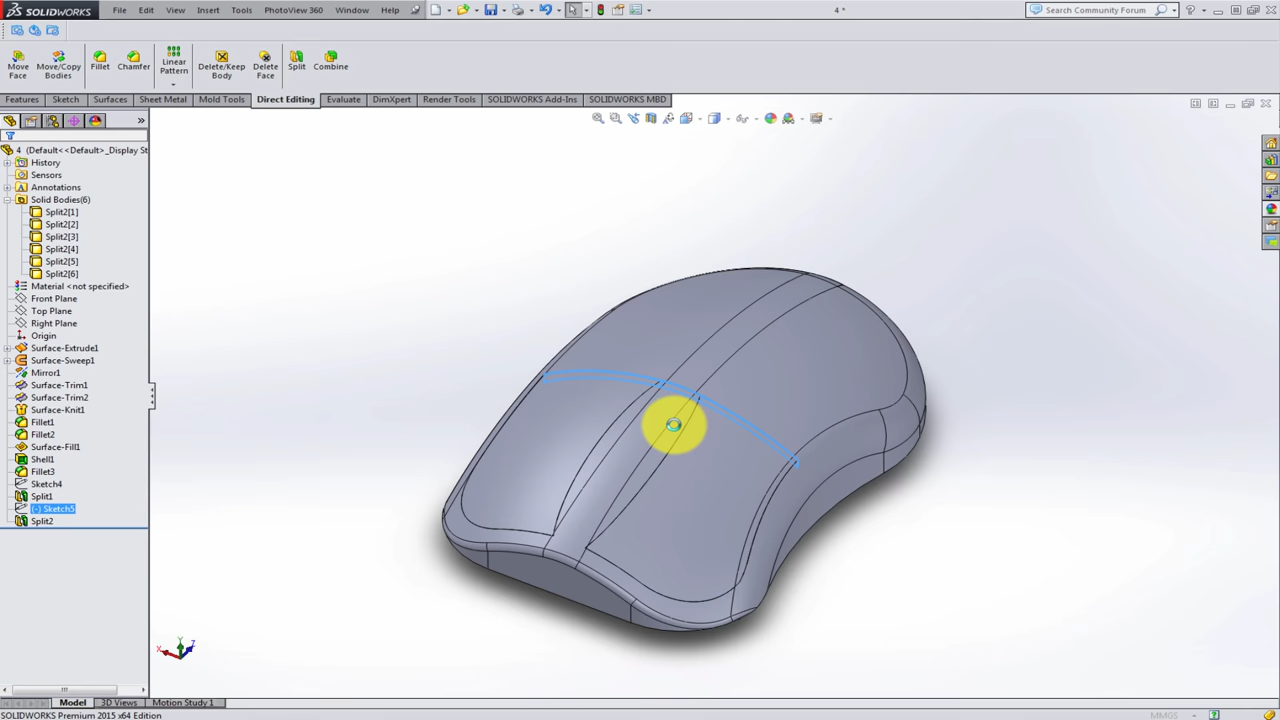 SOLIDWORKS File Edit View Insert Tools PhotoView 360 Window Help 4 * Search Community Forum
Move Face
Move/Copy Bodies
Fillet
Chamfer
Linear Pattern
Delete/Keep Body
Delete Face
Split
Combine
Features Sketch Surfaces Sheet Metal Mold Tools Direct Editing Evaluate DimXpert Render Tools SOLIDWORKS Add-Ins SOLIDWORKS MBD
4 (Default<<Default>_Display St
History
Sensors
Annotations
Solid Bodies(6)
Split2[1]
Split2[2]
Split2[3]
Split2[4]
Split2[5]
Split2[6]
Material <not specified>
Front Plane
Top Plane
Right Plane
Origin
Surface-Extrude1
Surface-Sweep1
Mirror1
Surface-Trim1
Surface-Trim2
Surface-Knit1
Fillet1
Fillet2
Surface-Fill1
Shell1
Fillet3
Sketch4
Split1
(-) Sketch5
Split2
X Y Z
Model 3D Views Motion Study 1
SOLIDWORKS Premium 2015 x64 Edition MMGS